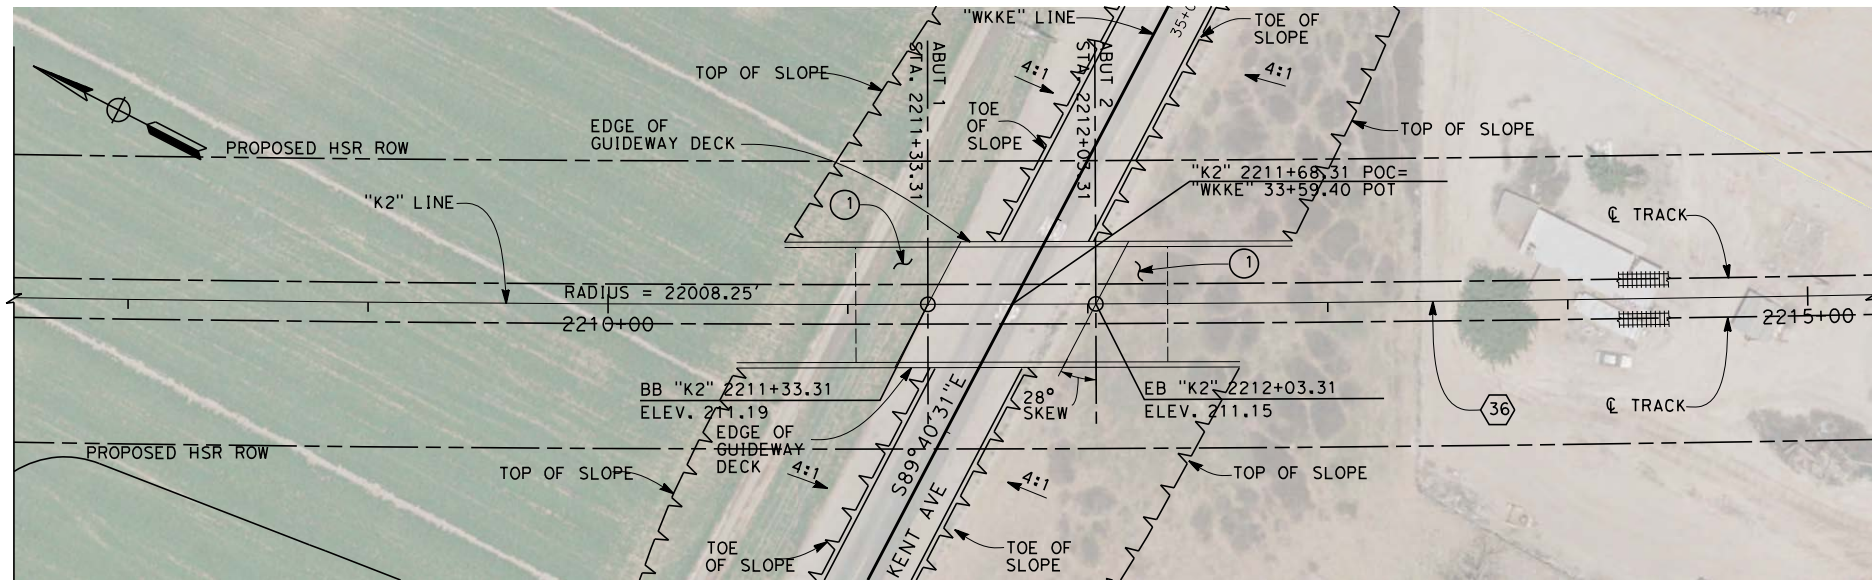 "WKKE" LINE
35+0
TOE OF
SLOPE
TOP OF SLOPE
ABUT 1
STA. 2211+33.31
4:1
ABUT 2
STA. 2212+03.31
4:1
TOE
OF
SLOPE
TOP OF SLOPE
EDGE OF
GUIDEWAY DECK
PROPOSED HSR ROW
"K2" 2211+68.31 POC=
"WKKE" 33+59.40 POT
"K2" LINE
1
℄ TRACK
1
RADIUS = 22008.25'
2210+00
2215+00
BB "K2" 2211+33.31
ELEV. 211.19
28°
SKEW
EB "K2" 2212+03.31
ELEV. 211.15
36
℄ TRACK
EDGE OF
GUIDEWAY
DECK
S89°40'31"E
PROPOSED HSR ROW
TOP OF SLOPE
4:1
4:1
TOP OF SLOPE
KENT AVE
TOE
OF SLOPE
TOE OF
SLOPE